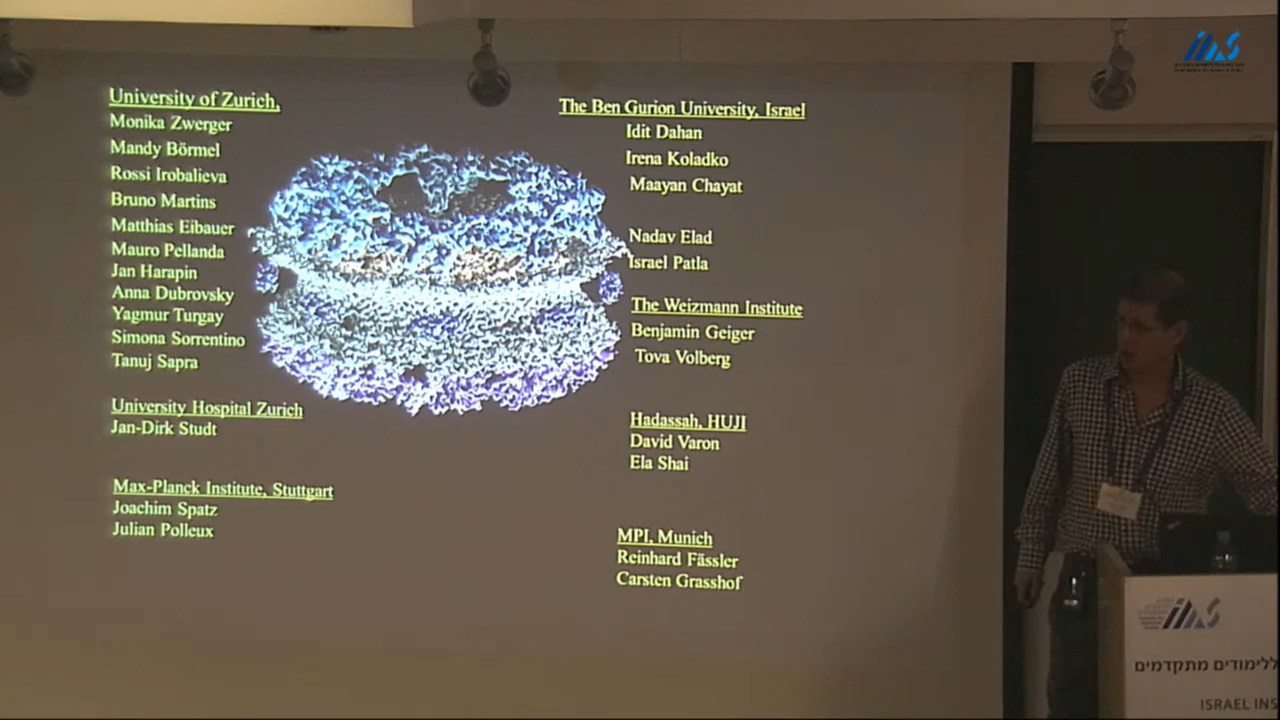 University of Zurich,
Monika Zwerger
Mandy Börmel
Rossi Irobalieva
Bruno Martins
Matthias Eibauer
Mauro Pellanda
Jan Harapin
Anna Dubrovsky
Yagmur Turgay
Simona Sorrentino
Tanuj Sapra
University Hospital Zurich
Jan-Dirk Studt
Max-Planck Institute, Stuttgart
Joachim Spatz
Julian Polleux
The Ben Gurion University, Israel
Idit Dahan
Irena Koladko
Maayan Chayat
Nadav Elad
Israel Patla
The Weizmann Institute
Benjamin Geiger
Tova Volberg
Hadassah, HUJI
David Varon
Ela Shai
MPI, Munich
Reinhard Fässler
Carsten Grasshof
ללימודים מתקדמים
ISRAEL INS